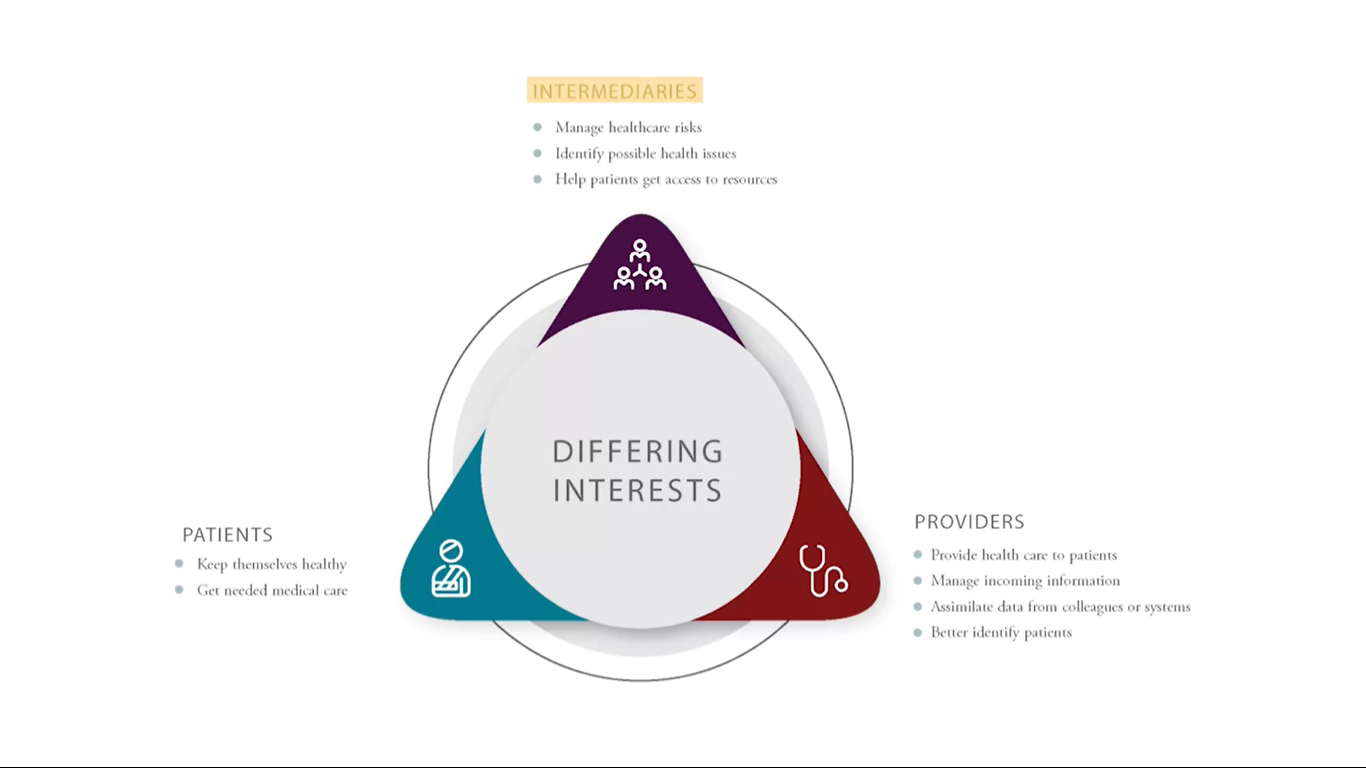 INTERMEDIARIES
Manage healthcare risks
Identify possible health issues
Help patients get access to resources
DIFFERING
INTERESTS
PATIENTS
Keep themselves healthy
Get needed medical care
PROVIDERS
Provide health care to patients
Manage incoming information
Assimilate data from colleagues or systems
Better identify patients